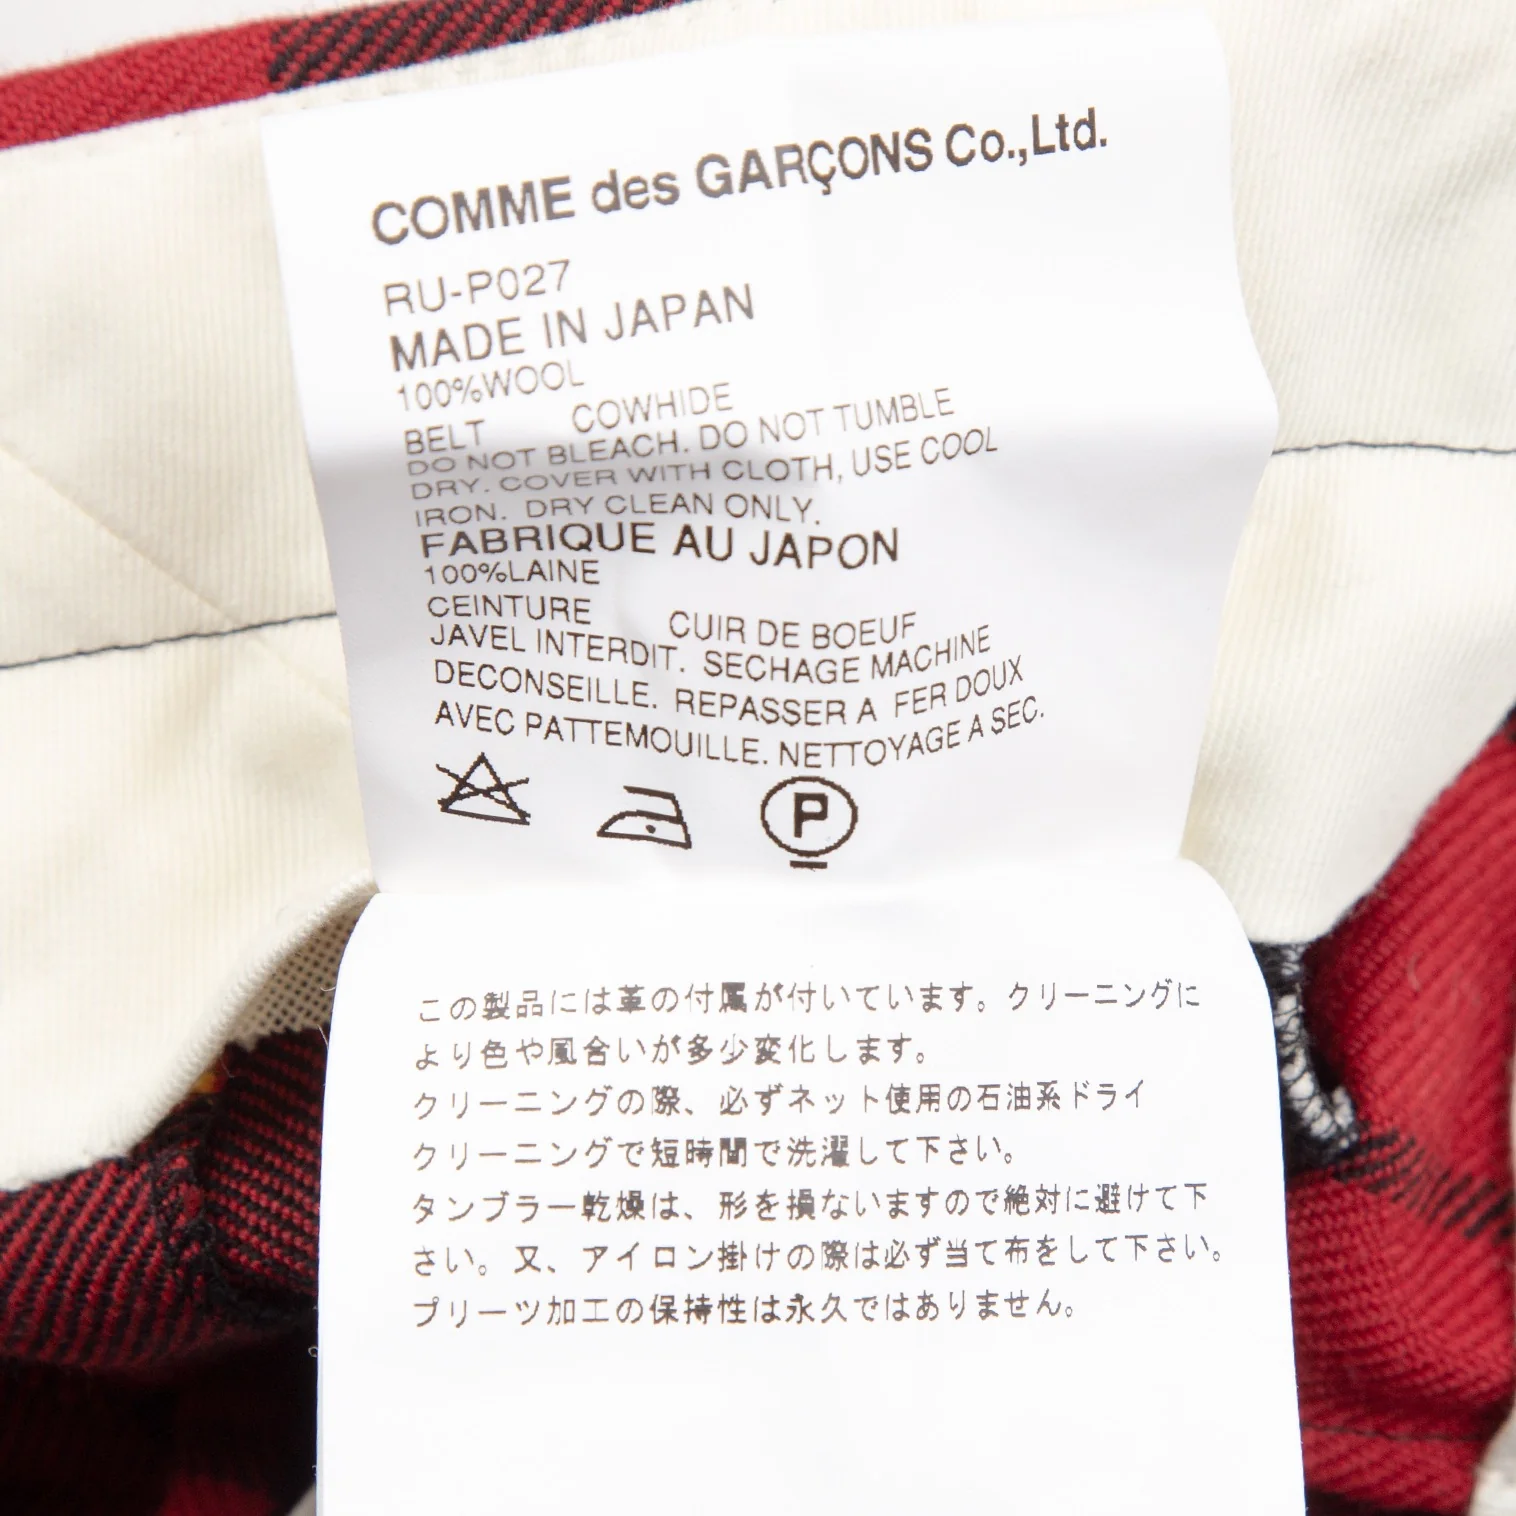 COMME des GARÇONS Co.,Ltd.
RU-P027
MADE IN JAPAN
100%WOOL
BELT COWHIDE
DO NOT BLEACH. DO NOT TUMBLE
DRY. COVER WITH CLOTH, USE COOL
IRON. DRY CLEAN ONLY.
FABRIQUE AU JAPON
100%LAINE
CEINTURE CUIR DE BOEUF
JAVEL INTERDIT. SECHAGE MACHINE
DECONSEILLE. REPASSER A FER DOUX
AVEC PATTEMOUILLE. NETTOYAGE A SEC.
P
この製品には革の付属が付いています。クリーニングに
より色や風合いが多少変化します。
クリーニングの際、必ずネット使用の石油系ドライ
クリーニングで短時間で洗濯して下さい。
タンブラー乾燥は、形を損ないますので絶対に避けて下
さい。又、アイロン掛けの際は必ず当て布をして下さい。
プリーツ加工の保持性は永久ではありません。